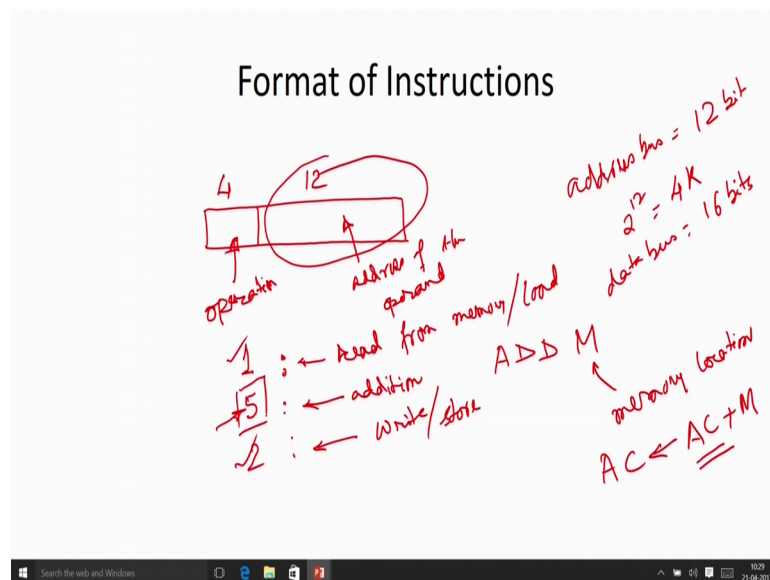 Format of Instructions
4
12
operation
address of the
operand
address bus = 12 bit
2^12 = 4K
data bus = 16 bits
1 : ← read from memory/load
5 : ← addition
2 : ← write/store
ADD M
memory location
AC ← AC+M
Search the web and Windows
10:29